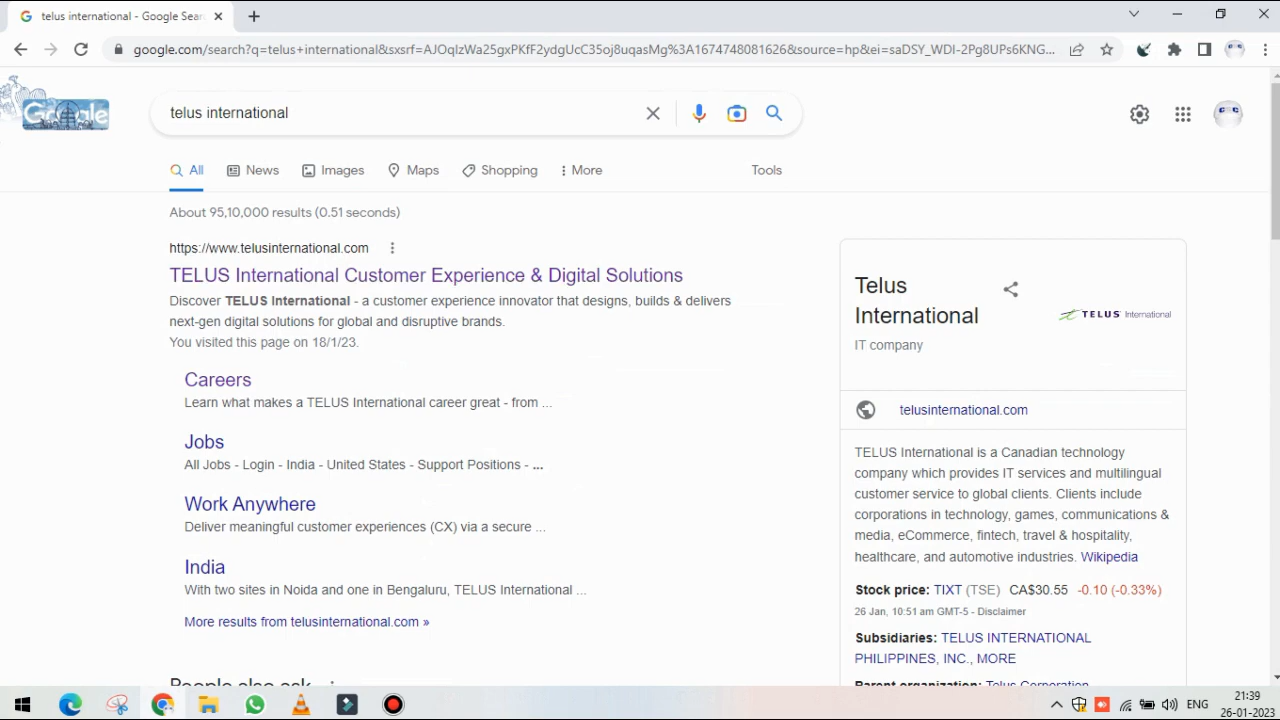 telus international - Google Sear
google.com/search?q=telus+international&sxsrf=AJOqlzWa25gxPKfF2ydgUcC35oj8uqasMg%3A1674748081626&source=hp&ei=saDSY_WDI-2Pg8UPs6KNG...
Google
telus international
All
News
Images
Maps
Shopping
More
Tools
About 95,10,000 results (0.51 seconds)
https://www.telusinternational.com
TELUS International Customer Experience & Digital Solutions
Discover TELUS International - a customer experience innovator that designs, builds & delivers
next-gen digital solutions for global and disruptive brands.
You visited this page on 18/1/23.
Careers
Learn what makes a TELUS International career great - from ...
Jobs
All Jobs - Login - India - United States - Support Positions - ...
Work Anywhere
Deliver meaningful customer experiences (CX) via a secure ...
India
With two sites in Noida and one in Bengaluru, TELUS International ...
More results from telusinternational.com »
People also ask
Telus
International
IT company
TELUS International
telusinternational.com
TELUS International is a Canadian technology
company which provides IT services and multilingual
customer service to global clients. Clients include
corporations in technology, games, communications &
media, eCommerce, fintech, travel & hospitality,
healthcare, and automotive industries. Wikipedia
Stock price: TIXT (TSE) CA$30.55 -0.10 (-0.33%)
26 Jan, 10:51 am GMT-5 - Disclaimer
Subsidiaries: TELUS INTERNATIONAL
PHILIPPINES, INC., MORE
Parent organization: Telus Corporation
ENG
21:39
26-01-2023